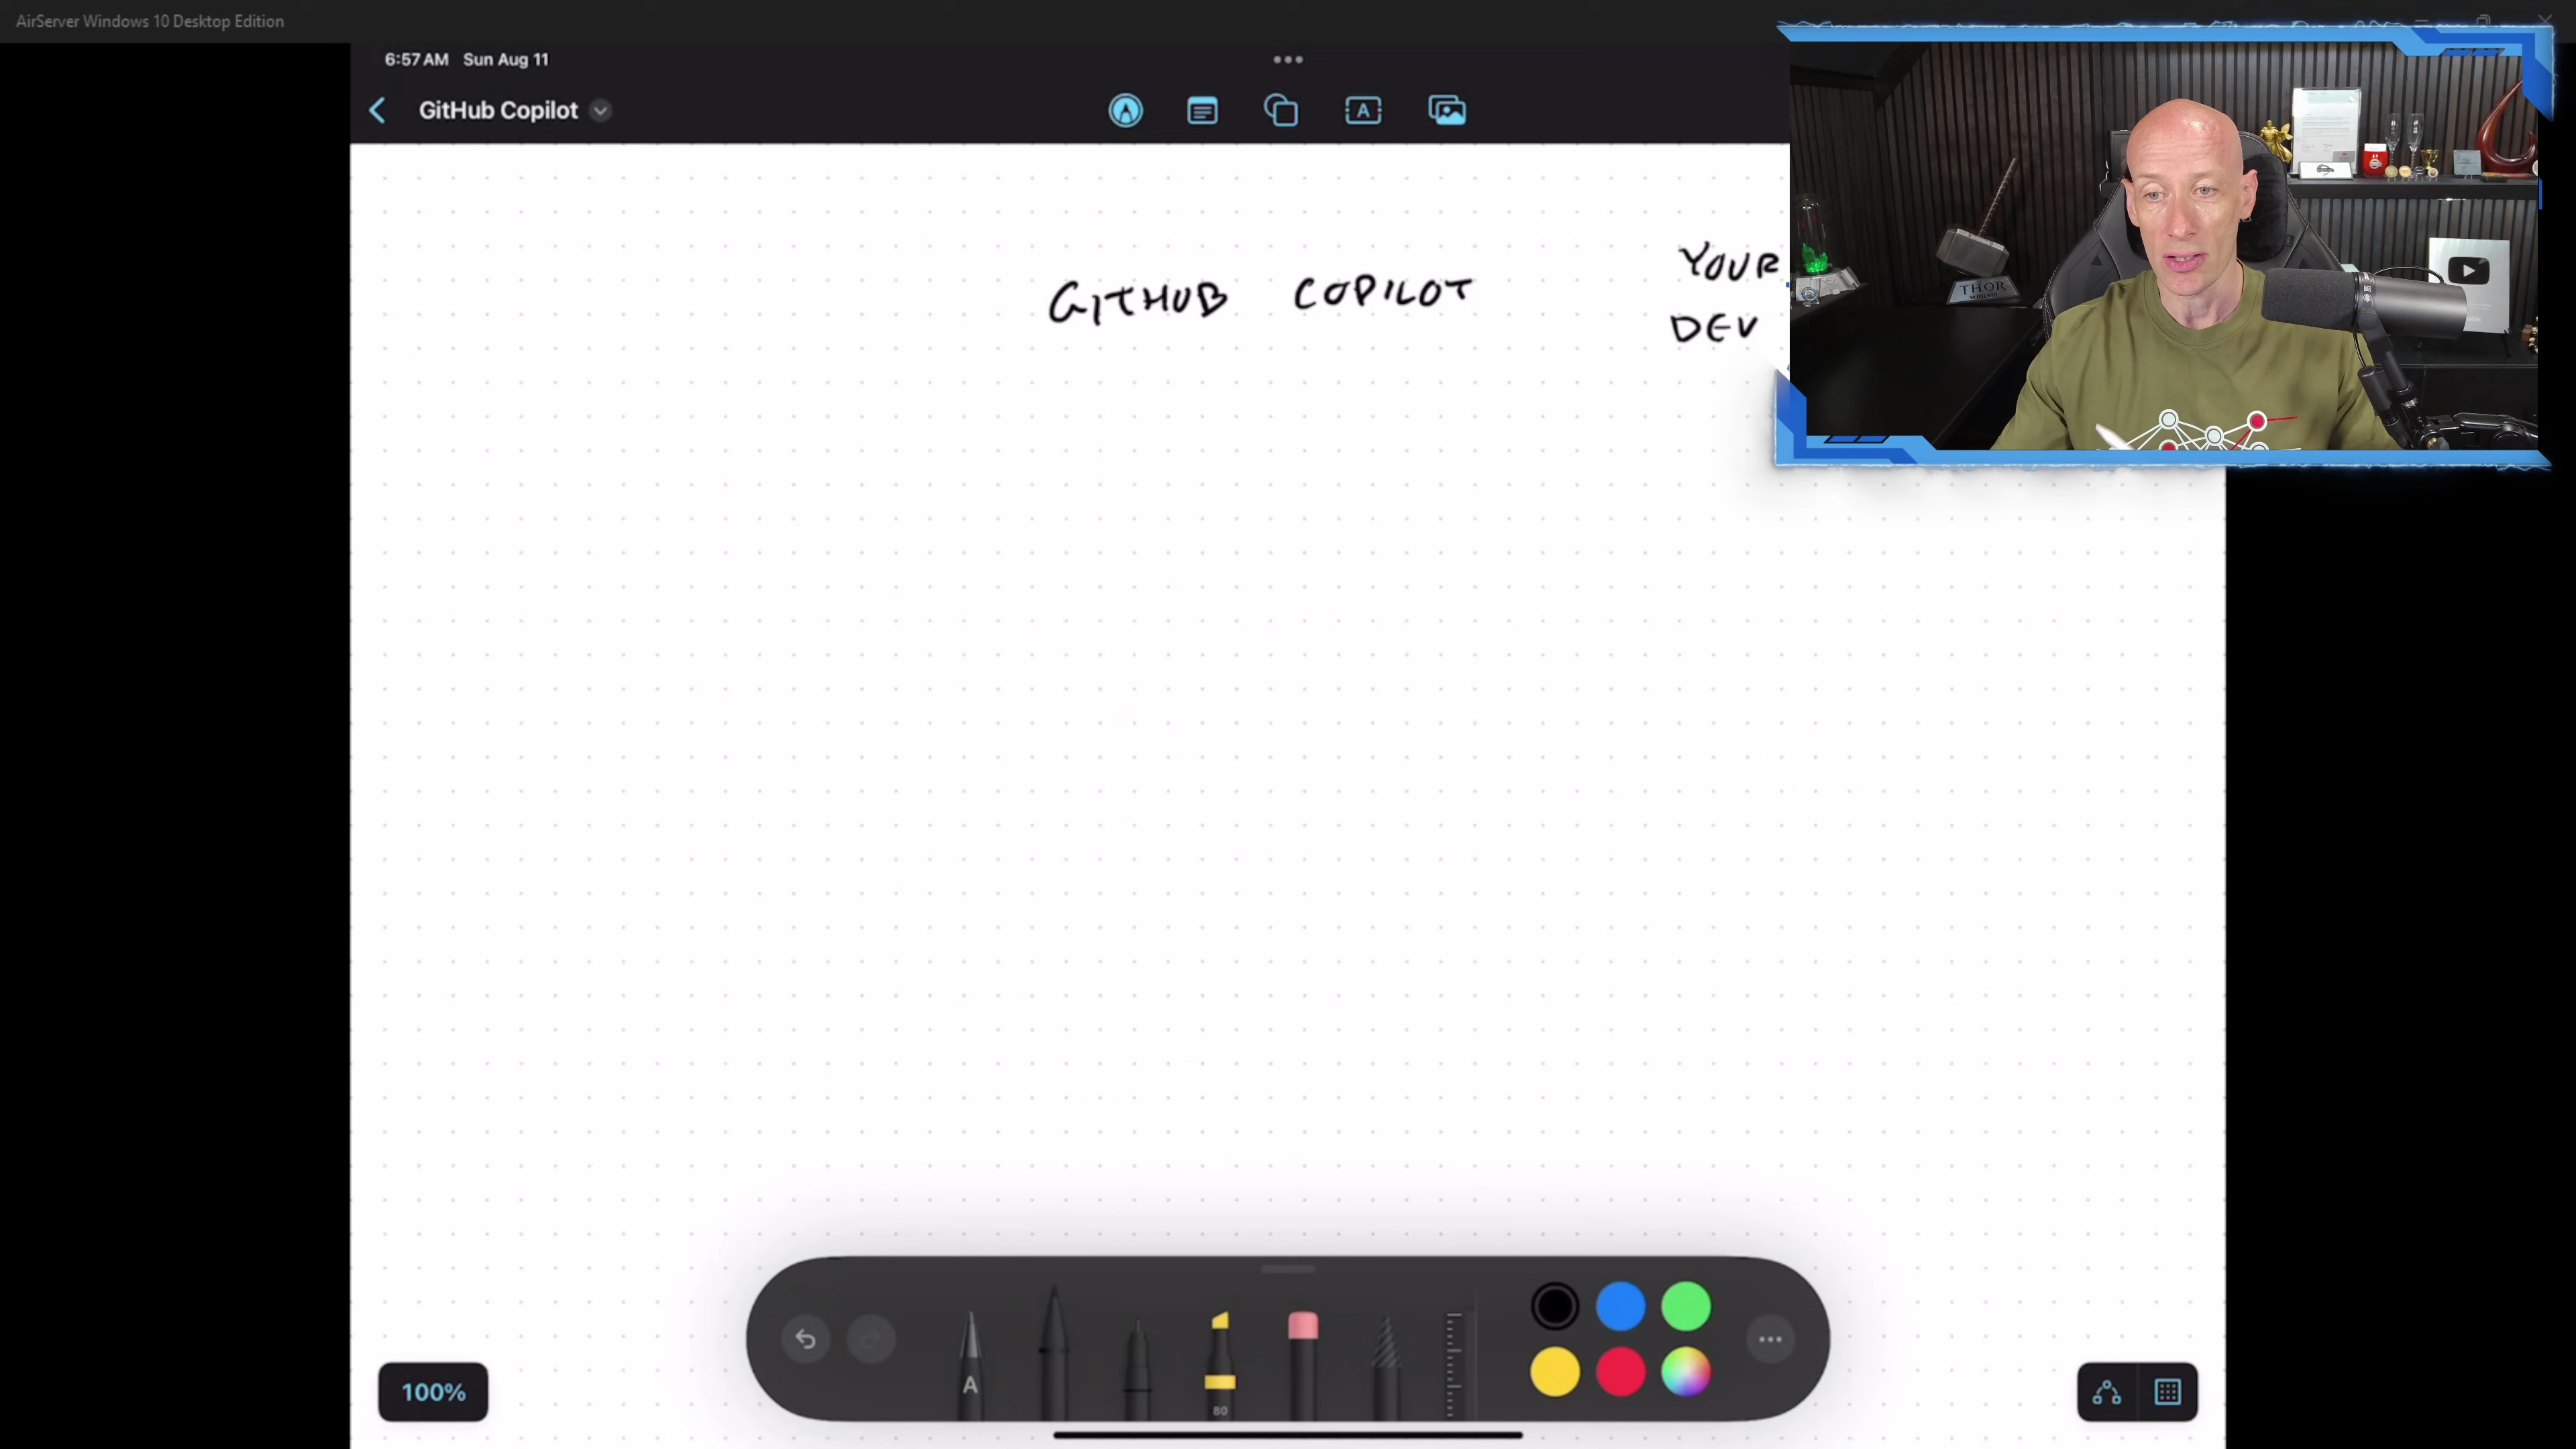 AirServer Windows 10 Desktop Edition
6:57 AM Sun Aug 11
GitHub Copilot
A
GITHUB COPILOT
YOUR
DEV
THOR
A
80
100%